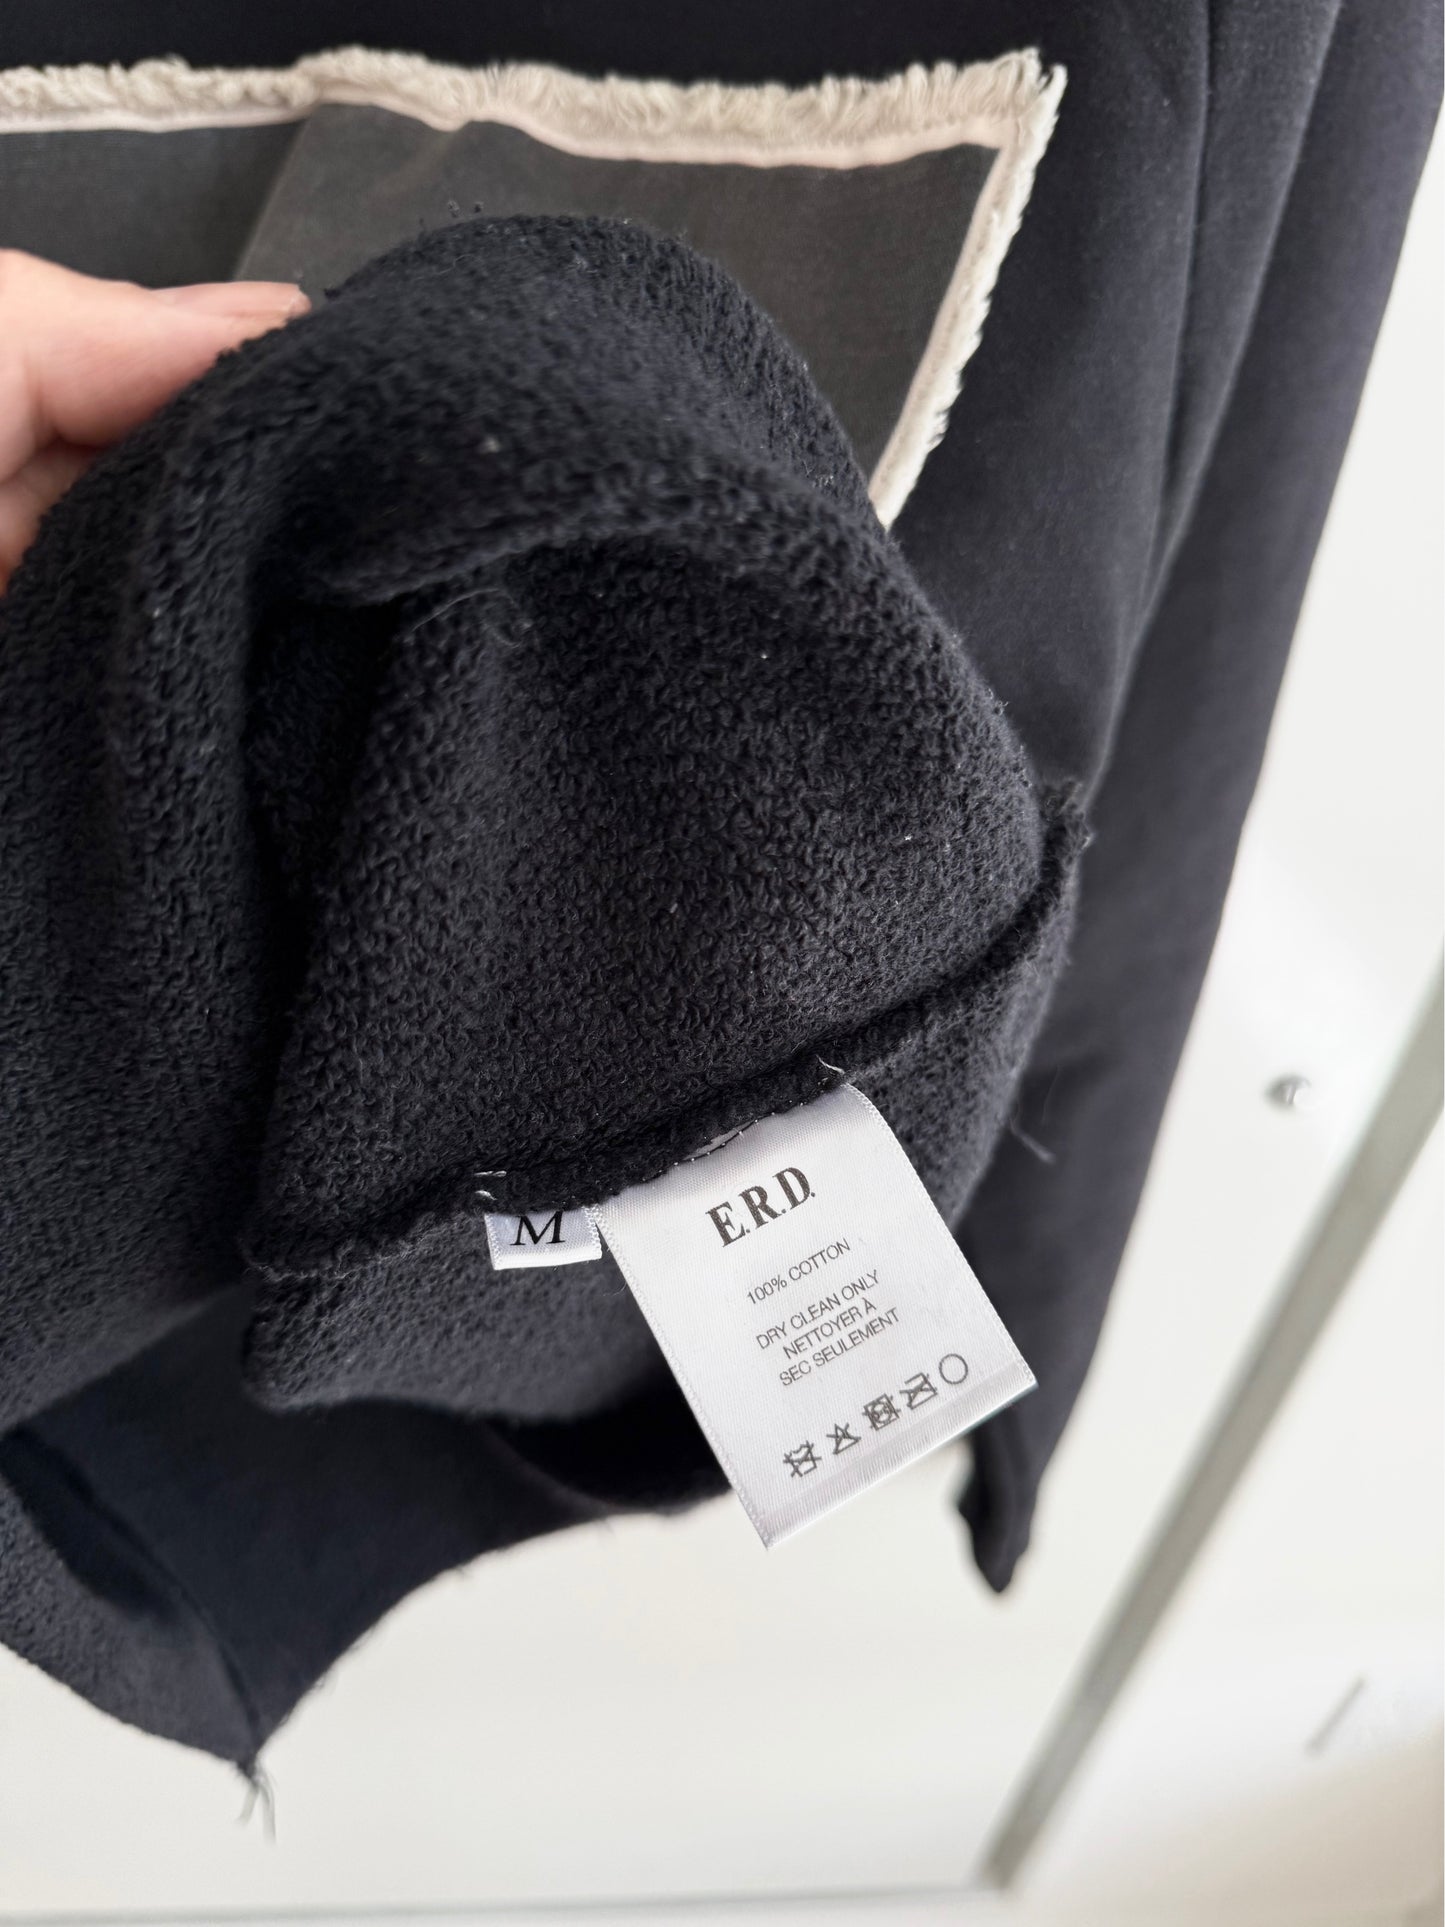 M
E.R.D.
100% COTTON
DRY CLEAN ONLY
NETTOYER À
SEC SEULEMENT